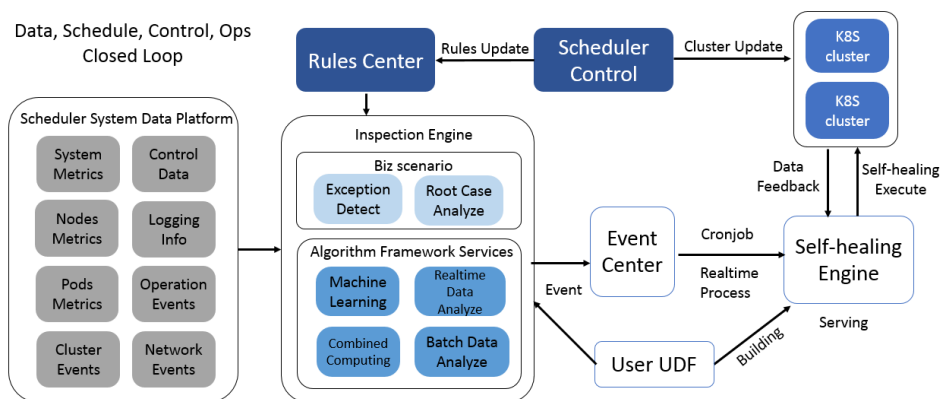 Data, Schedule, Control, Ops
Closed Loop
Rules Center
Rules Update
Scheduler
Control
Cluster Update
K8S
cluster
K8S
cluster
Scheduler System Data Platform
System
Metrics
Control
Data
Nodes
Metrics
Logging
Info
Pods
Metrics
Operation
Events
Cluster
Events
Network
Events
Inspection Engine
Biz scenario
Exception
Detect
Root Case
Analyze
Algorithm Framework Services
Machine
Learning
Realtime
Data
Analyze
Combined
Computing
Batch Data
Analyze
Event
Event
Center
Cronjob
Realtime
Process
Data
Feedback
Self-healing
Execute
Self-healing
Engine
Serving
User UDF
Building